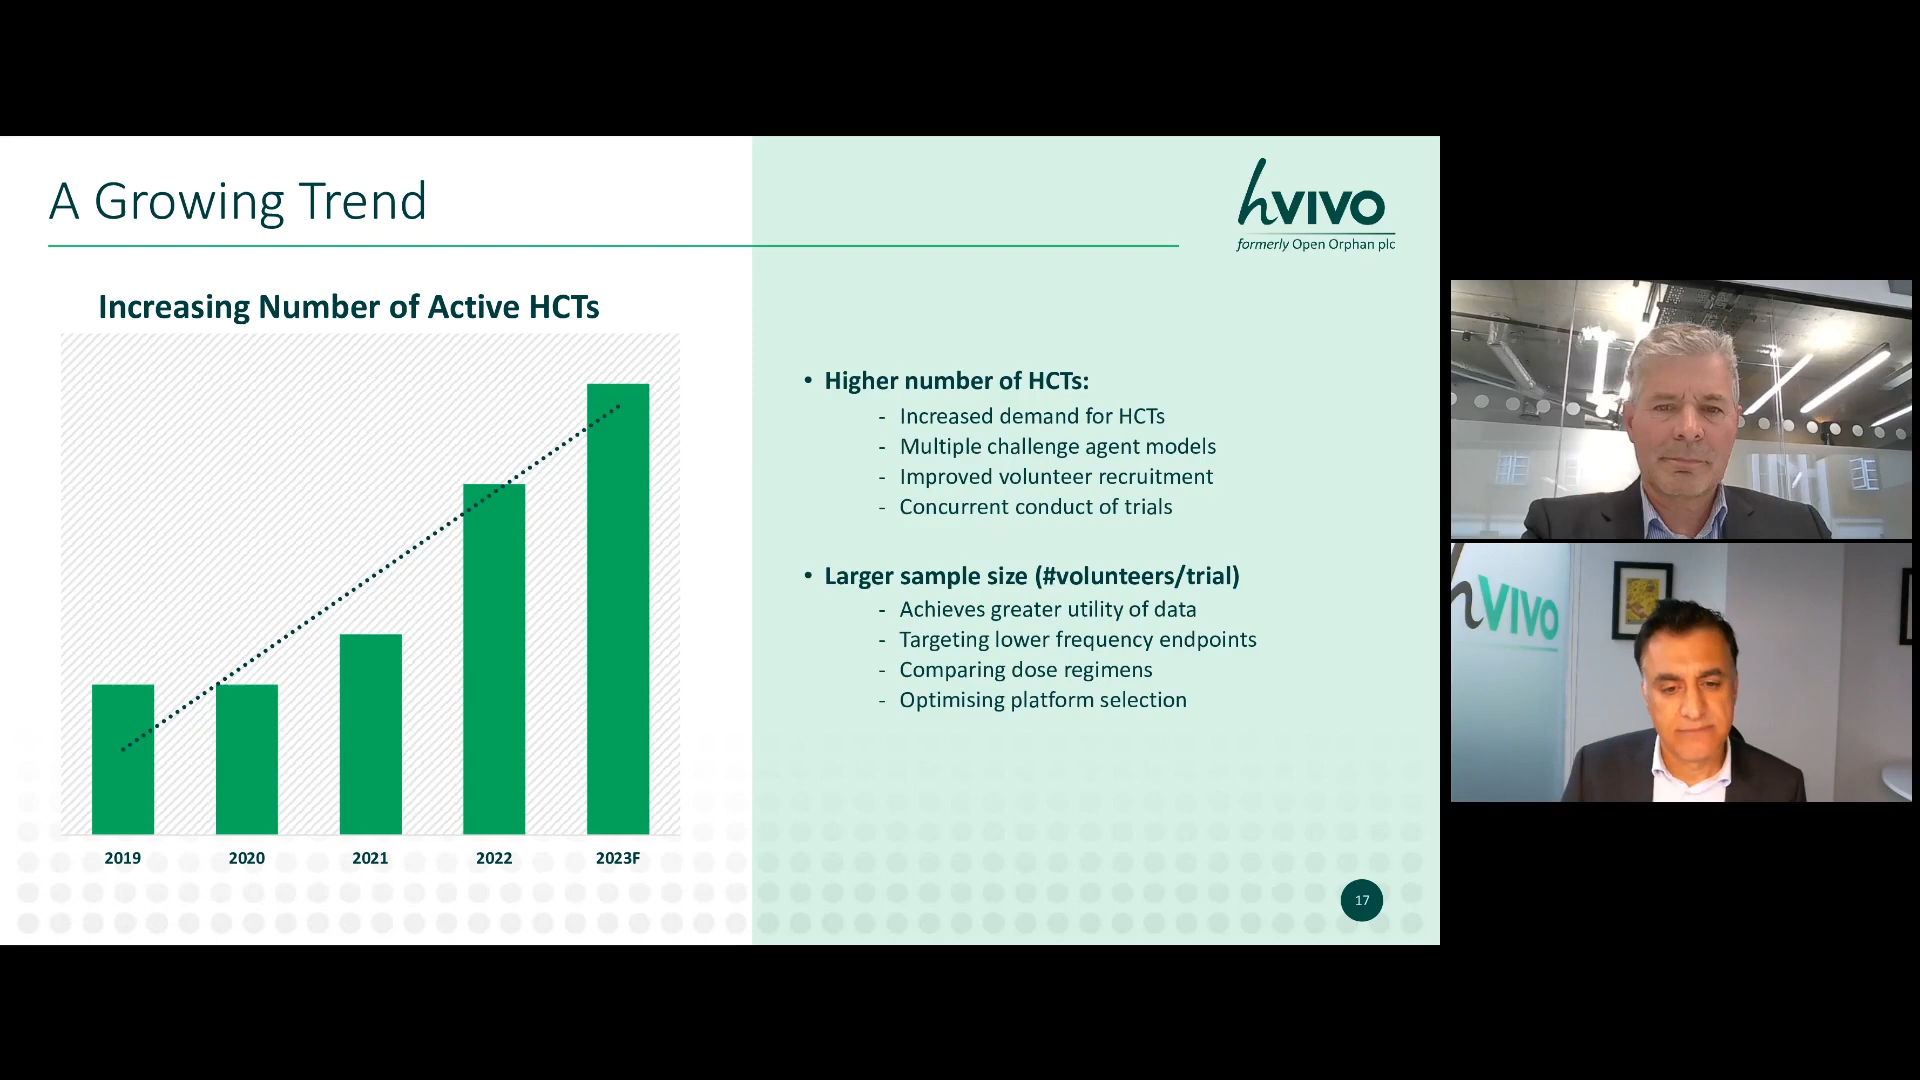 A Growing Trend
hVIVO
formerly Open Orphan plc
Increasing Number of Active HCTs
2019 2020 2021 2022 2023F
• Higher number of HCTs:
- Increased demand for HCTs
- Multiple challenge agent models
- Improved volunteer recruitment
- Concurrent conduct of trials
• Larger sample size (#volunteers/trial)
- Achieves greater utility of data
- Targeting lower frequency endpoints
- Comparing dose regimens
- Optimising platform selection
17
hVIVO